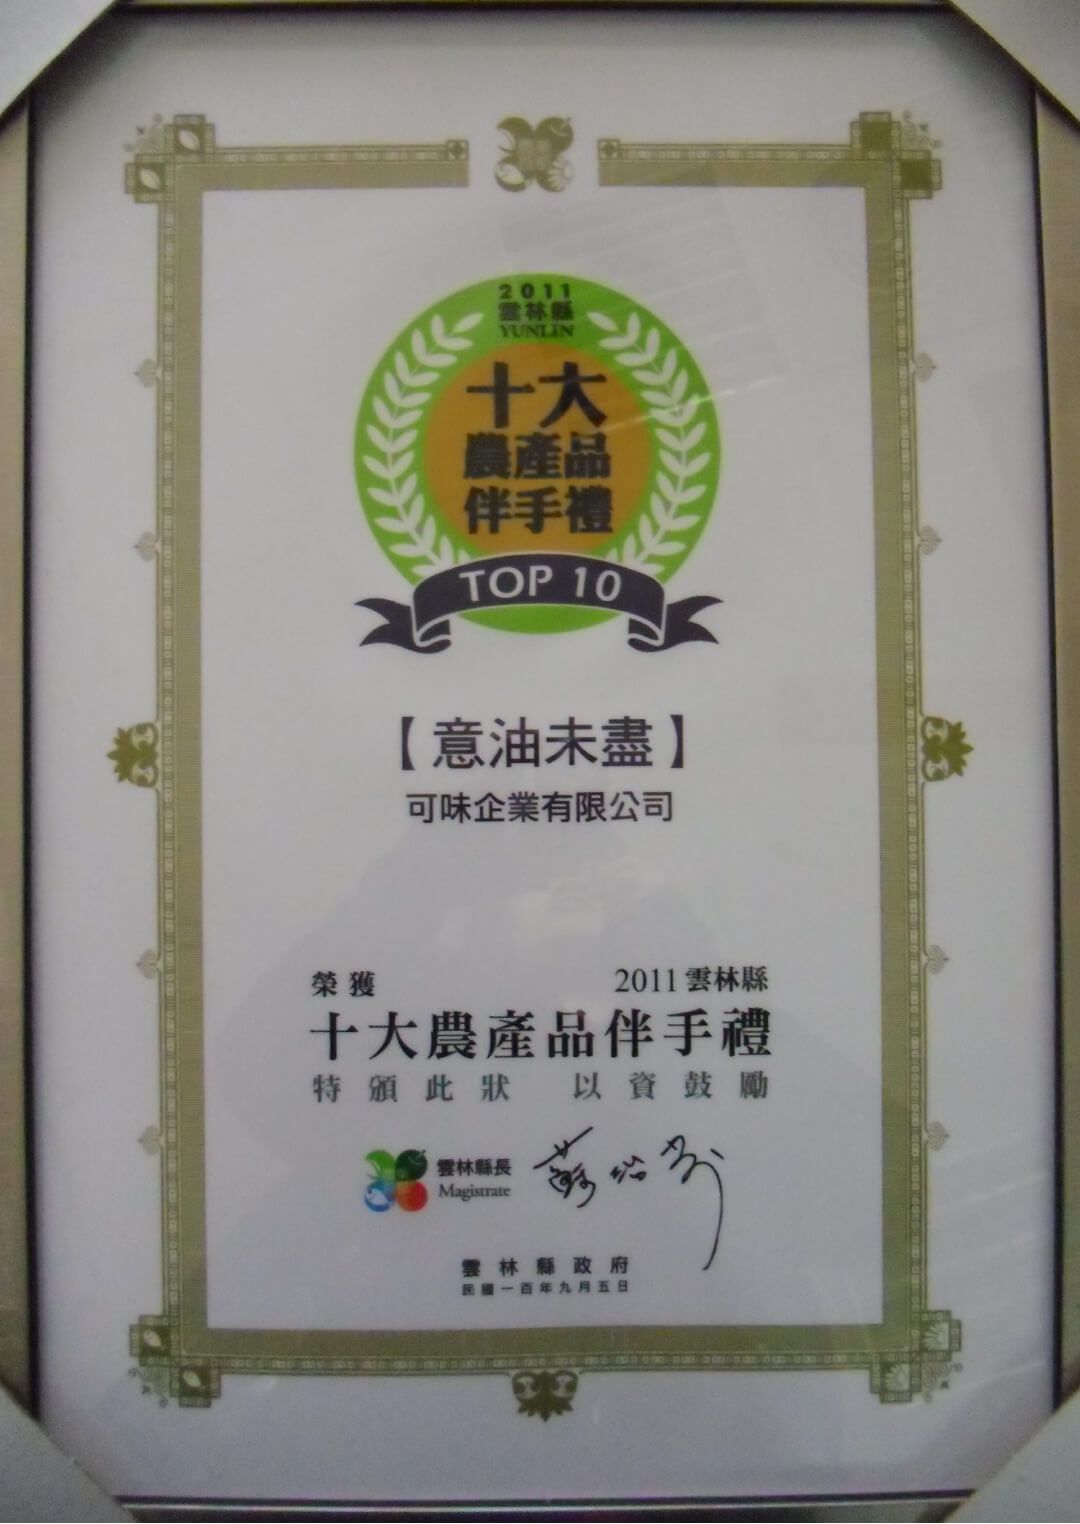 2011
雲林縣
YUNLIN
十大
農產品
伴手禮
TOP 10
【意油未盡】
可味企業有限公司
榮獲 2011雲林縣
十大農產品伴手禮
特頒此狀 以資鼓勵
雲林縣長 蘇治芬
Magistrate
雲林縣政府
民國一百年九月五日